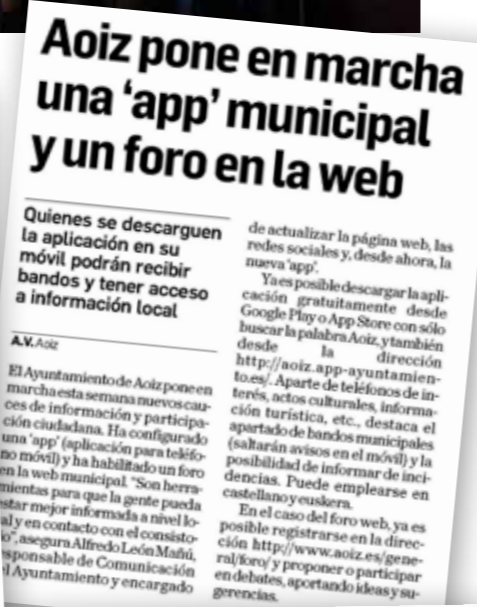 Aoiz pone en marcha
una ‘app’ municipal
y un foro en la web
Quienes se descarguen
la aplicación en su
móvil podrán recibir
bandos y tener acceso
a información local
A.V. Aoiz
El Ayuntamiento de Aoiz pone en
marcha esta semana nuevos cau-
ces de información y participa-
ción ciudadana. Ha configurado
una ‘app’ (aplicación para teléfo-
no móvil) y ha habilitado un foro
en la web municipal. “Son herra-
mientas para que la gente pueda
estar mejor informada a nivel lo-
al y en contacto con el consisto-
io”, asegura Alfredo León Mañú,
sponsable de Comunicación
l Ayuntamiento y encargado
de actualizar la página web, las
redes sociales y, desde ahora, la
nueva ‘app’.
Ya es posible descargar la apli-
cación gratuitamente desde
Google Play o App Store con sólo
buscar la palabra Aoiz, y también
desde la dirección
http://aoiz.app-ayuntamien-
to.es/. Aparte de teléfonos de in-
terés, actos culturales, informa-
ción turística, etc., destaca el
apartado de bandos municipales
(saltarán avisos en el móvil) y la
posibilidad de informar de inci-
dencias. Puede emplearse en
castellano y euskera.
En el caso del foro web, ya es
posible registrarse en la direc-
ción http://www.aoiz.es/gene-
ral/foro/ y proponer o participar
en debates, aportando ideas y su-
gerencias.